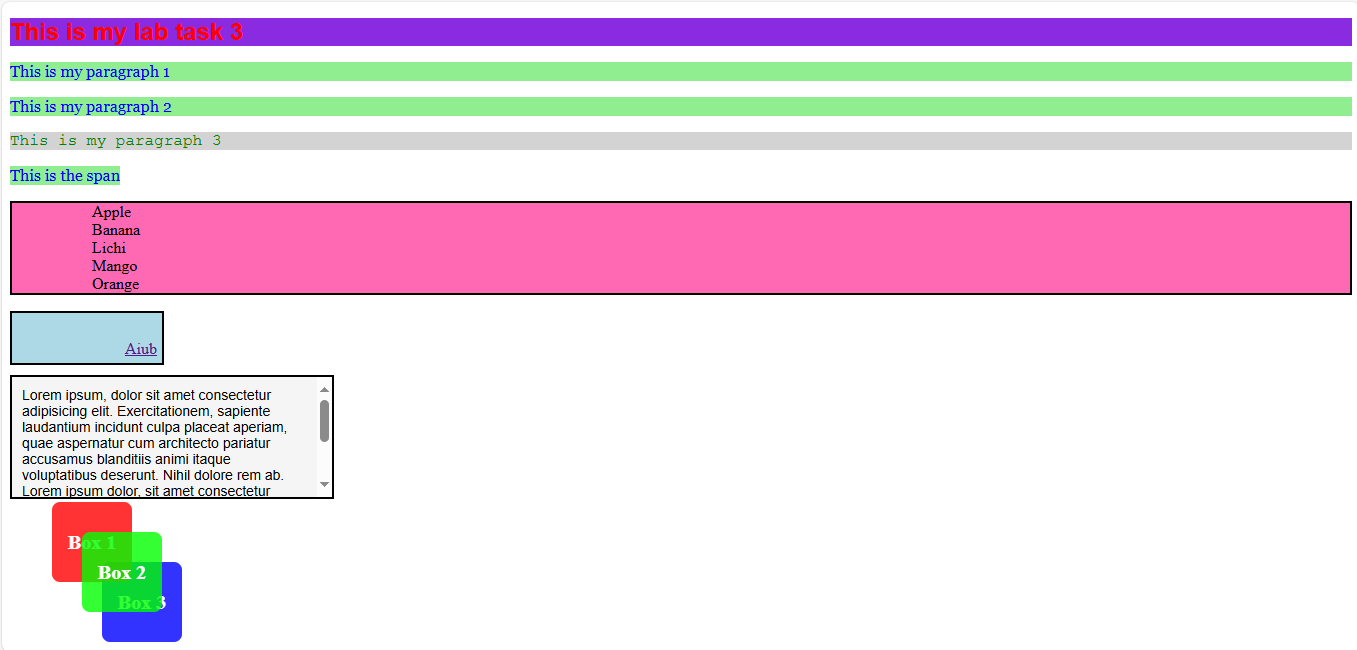 This is my lab task 3
This is my paragraph 1
This is my paragraph 2
This is my paragraph 3
This is the span
Apple
Banana
Lichi
Mango
Orange
Aiub
Lorem ipsum, dolor sit amet consectetur
adipisicing elit. Exercitationem, sapiente
laudantium incidunt culpa placeat aperiam,
quae aspernatur cum architecto pariatur
accusamus blanditiis animi itaque
voluptatibus deserunt. Nihil dolore rem ab.
Lorem ipsum dolor, sit amet consectetur
Box 1
Box 2
Box 3